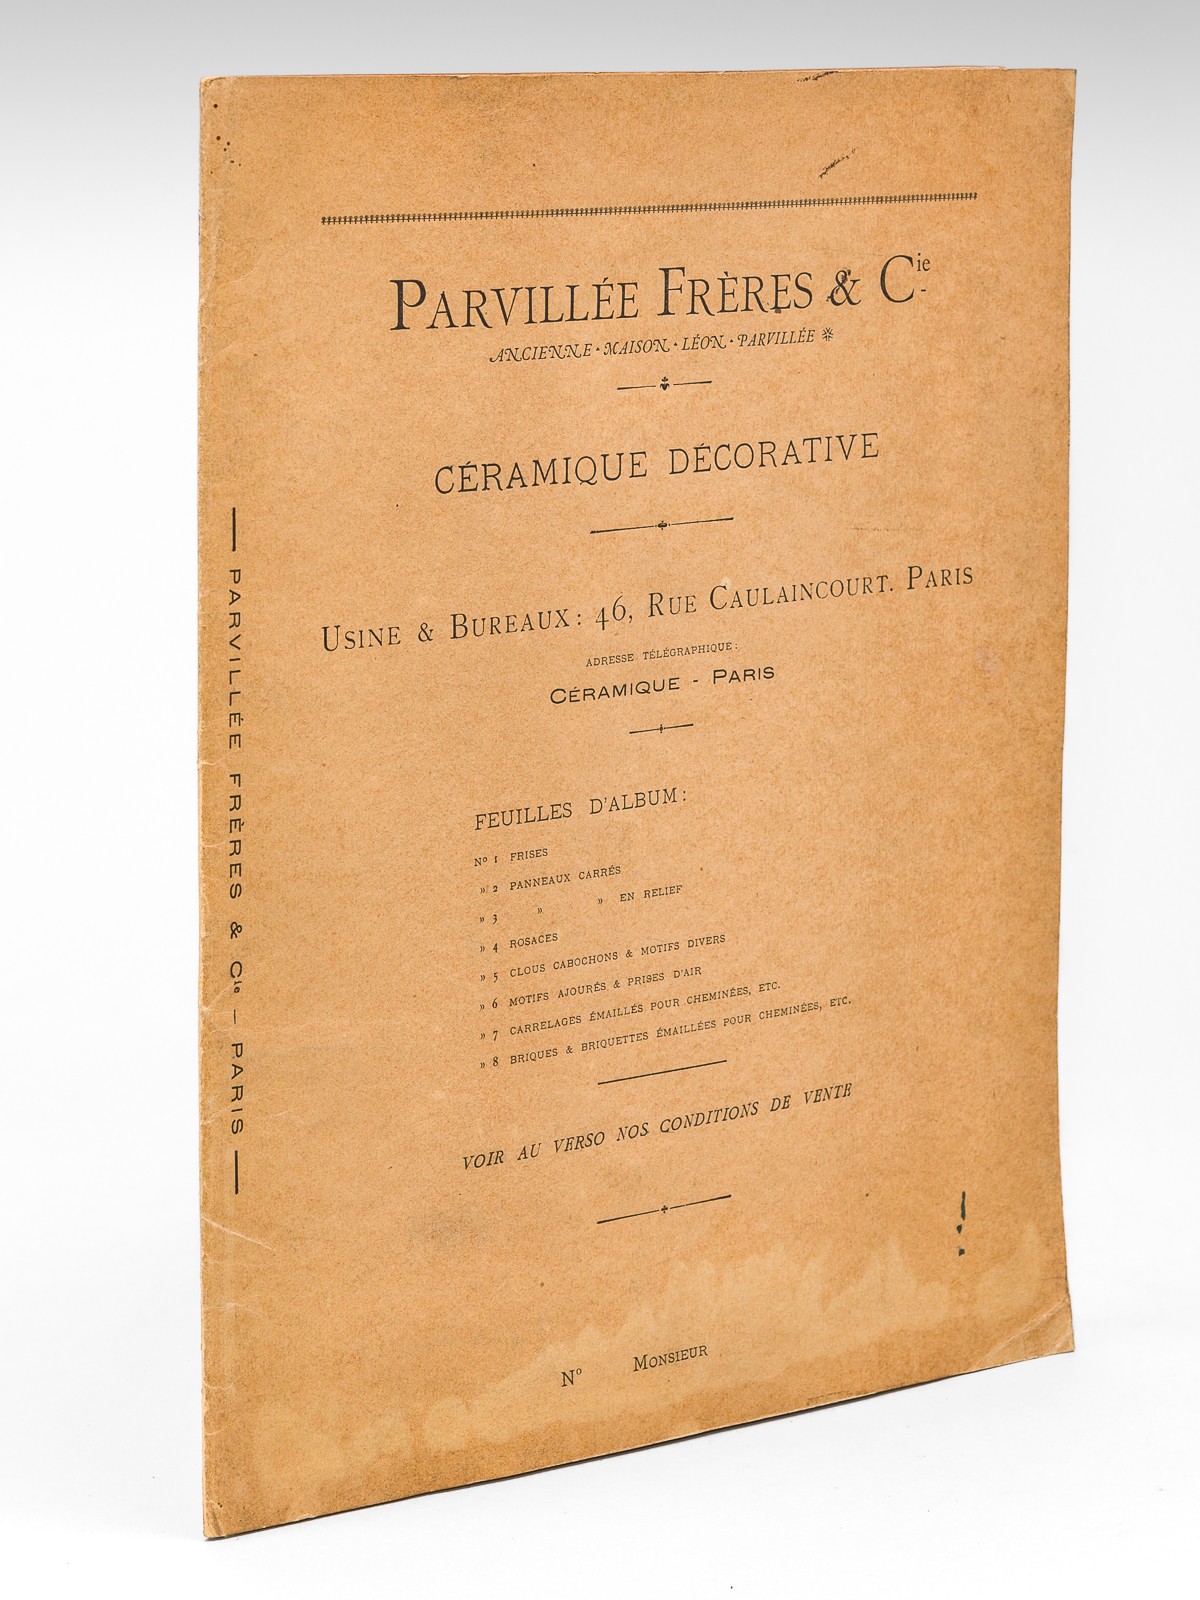 PARVILLÉE FRÈRES & Cie
ANCIENNE · MAISON · LÉON · PARVILLÉE
CÉRAMIQUE DÉCORATIVE
USINE & BUREAUX : 46, RUE CAULAINCOURT. PARIS
ADRESSE TÉLÉGRAPHIQUE :
CÉRAMIQUE - PARIS
FEUILLES D'ALBUM :
No 1 FRISES
» 2 PANNEAUX CARRÉS
» 3 » » EN RELIEF
» 4 ROSACES
» 5 CLOUS CABOCHONS & MOTIFS DIVERS
» 6 MOTIFS AJOURÉS & PRISES D'AIR
» 7 CARRELAGES ÉMAILLÉS POUR CHEMINÉES, ETC.
» 8 BRIQUES & BRIQUETTES ÉMAILLÉES POUR CHEMINÉES, ETC.
VOIR AU VERSO NOS CONDITIONS DE VENTE
No MONSIEUR
— PARVILLÉE FRÈRES & Cie — PARIS —